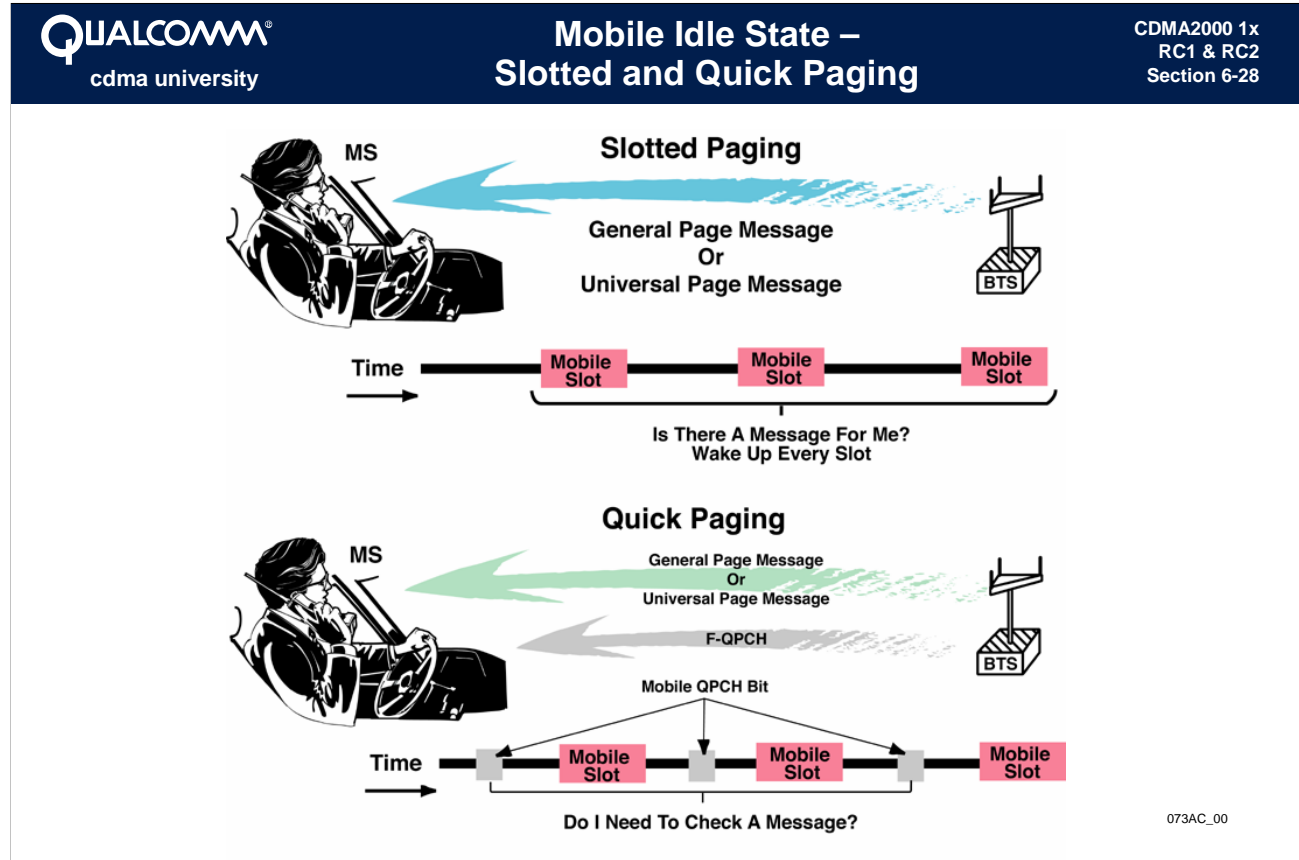 QUALCOMM®
cdma university
Mobile Idle State –
Slotted and Quick Paging
CDMA2000 1x
RC1 & RC2
Section 6-28
Slotted Paging
MS
General Page Message
Or
Universal Page Message
BTS
Time
Mobile
Slot
Mobile
Slot
Mobile
Slot
Is There A Message For Me?
Wake Up Every Slot
Quick Paging
MS
General Page Message
Or
Universal Page Message
F-QPCH
BTS
Mobile QPCH Bit
Time
Mobile
Slot
Mobile
Slot
Mobile
Slot
Do I Need To Check A Message?
073AC_00